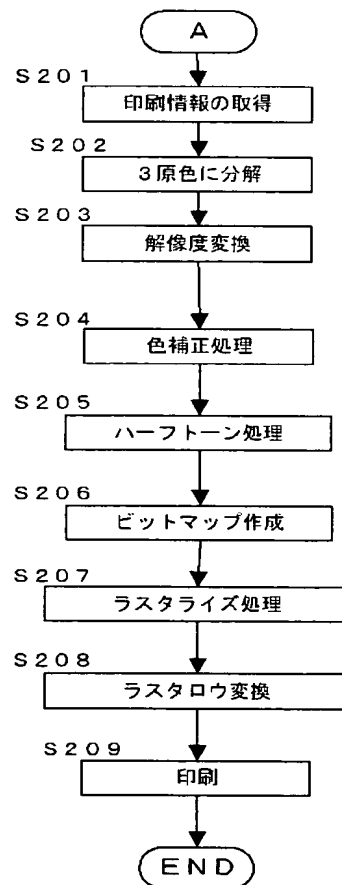 A
S201
印刷情報の取得
S202
3原色に分解
S203
解像度変換
S204
色補正処理
S205
ハーフトーン処理
S206
ビットマップ作成
S207
ラスタライズ処理
S208
ラスタロウ変換
S209
印刷
END